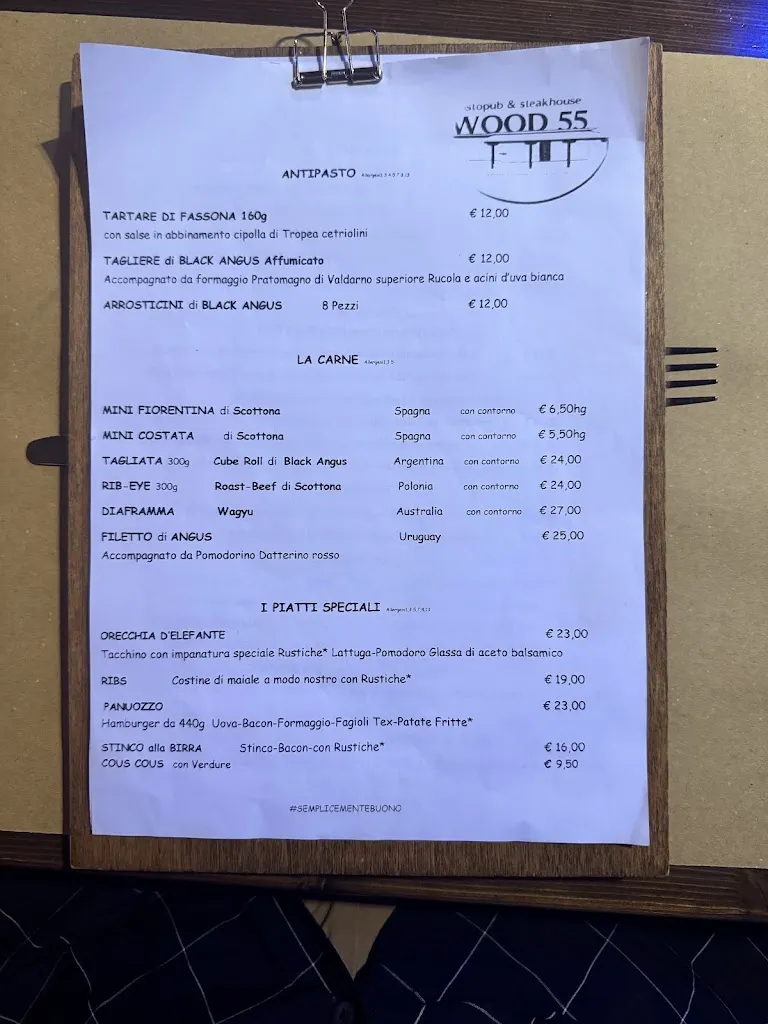 stopub & steakhouse
WOOD 55
ANTIPASTO
TARTARE DI FASSONA 160g € 12,00
con salse in abbinamento cipolla di Tropea cetriolini
TAGLIERE di BLACK ANGUS Affumicato € 12,00
Accompagnato da formaggio Pratomagno di Valdarno superiore Rucola e acini d'uva bianca
ARROSTICINI di BLACK ANGUS 8 Pezzi € 12,00
LA CARNE
MINI FIORENTINA di Scottona Spagna con contorno € 6,50hg
MINI COSTATA di Scottona Spagna con contorno € 5,50hg
TAGLIATA 300g Cube Roll di Black Angus Argentina con contorno € 24,00
RIB-EYE 300g Roast-Beef di Scottona Polonia con contorno € 24,00
DIAFRAMMA Wagyu Australia con contorno € 27,00
FILETTO di ANGUS Uruguay € 25,00
Accompagnato da Pomodorino Datterino rosso
I PIATTI SPECIALI
ORECCHIA D'ELEFANTE € 23,00
Tacchino con impanatura speciale Rustiche* Lattuga-Pomodoro Glassa di aceto balsamico
RIBS Costine di maiale a modo nostro con Rustiche* € 19,00
PANUOZZO € 23,00
Hamburger da 440g Uova-Bacon-Formaggio-Fagioli Tex-Patate Fritte*
STINCO alla BIRRA Stinco-Bacon-con Rustiche* € 16,00
COUS COUS con Verdure € 9,50
#SEMPLICEMENTEBUONO